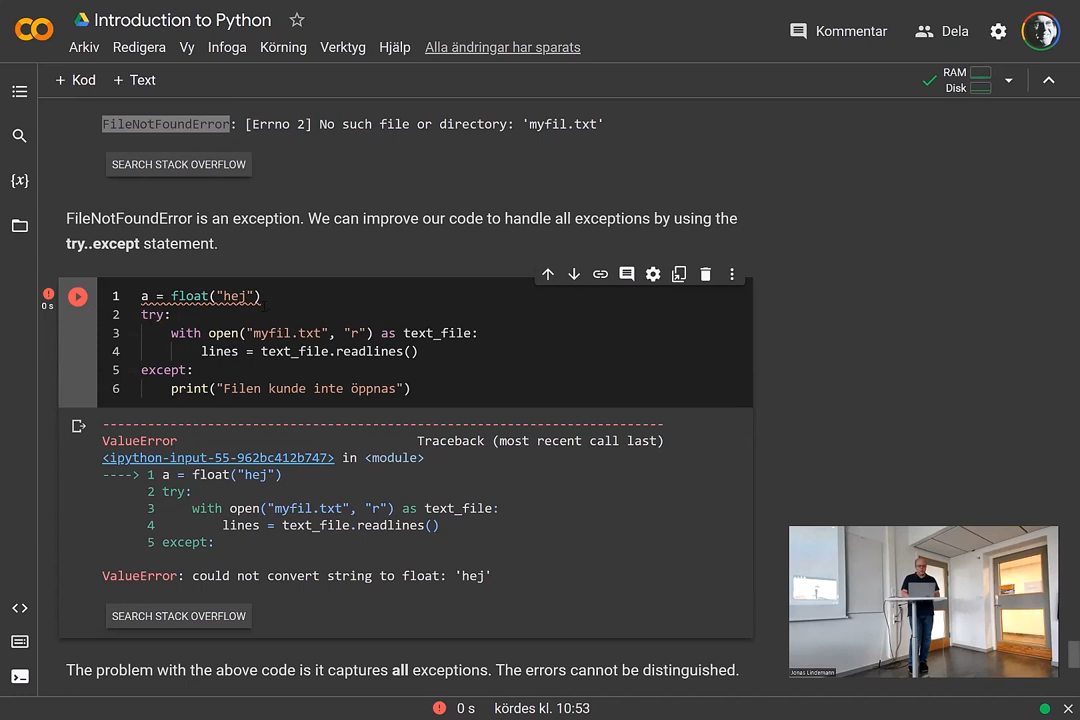 Introduction to Python
Arkiv Redigera Vy Infoga Körning Verktyg Hjälp Alla ändringar har sparats
Kommentar
Dela
+ Kod + Text
RAM
Disk
FileNotFoundError: [Errno 2] No such file or directory: 'myfil.txt'
SEARCH STACK OVERFLOW
FileNotFoundError is an exception. We can improve our code to handle all exceptions by using the
try..except statement.
0 s
1 a = float("hej")
2 try:
3 with open("myfil.txt", "r") as text_file:
4 lines = text_file.readlines()
5 except:
6 print("Filen kunde inte öppnas")
---------------------------------------------------------------------------
ValueError Traceback (most recent call last)
<ipython-input-55-962bc412b747> in <module>
----> 1 a = float("hej")
2 try:
3 with open("myfil.txt", "r") as text_file:
4 lines = text_file.readlines()
5 except:
ValueError: could not convert string to float: 'hej'
SEARCH STACK OVERFLOW
The problem with the above code is it captures all exceptions. The errors cannot be distinguished.
Jonas Lindemann
0 s kördes kl. 10:53